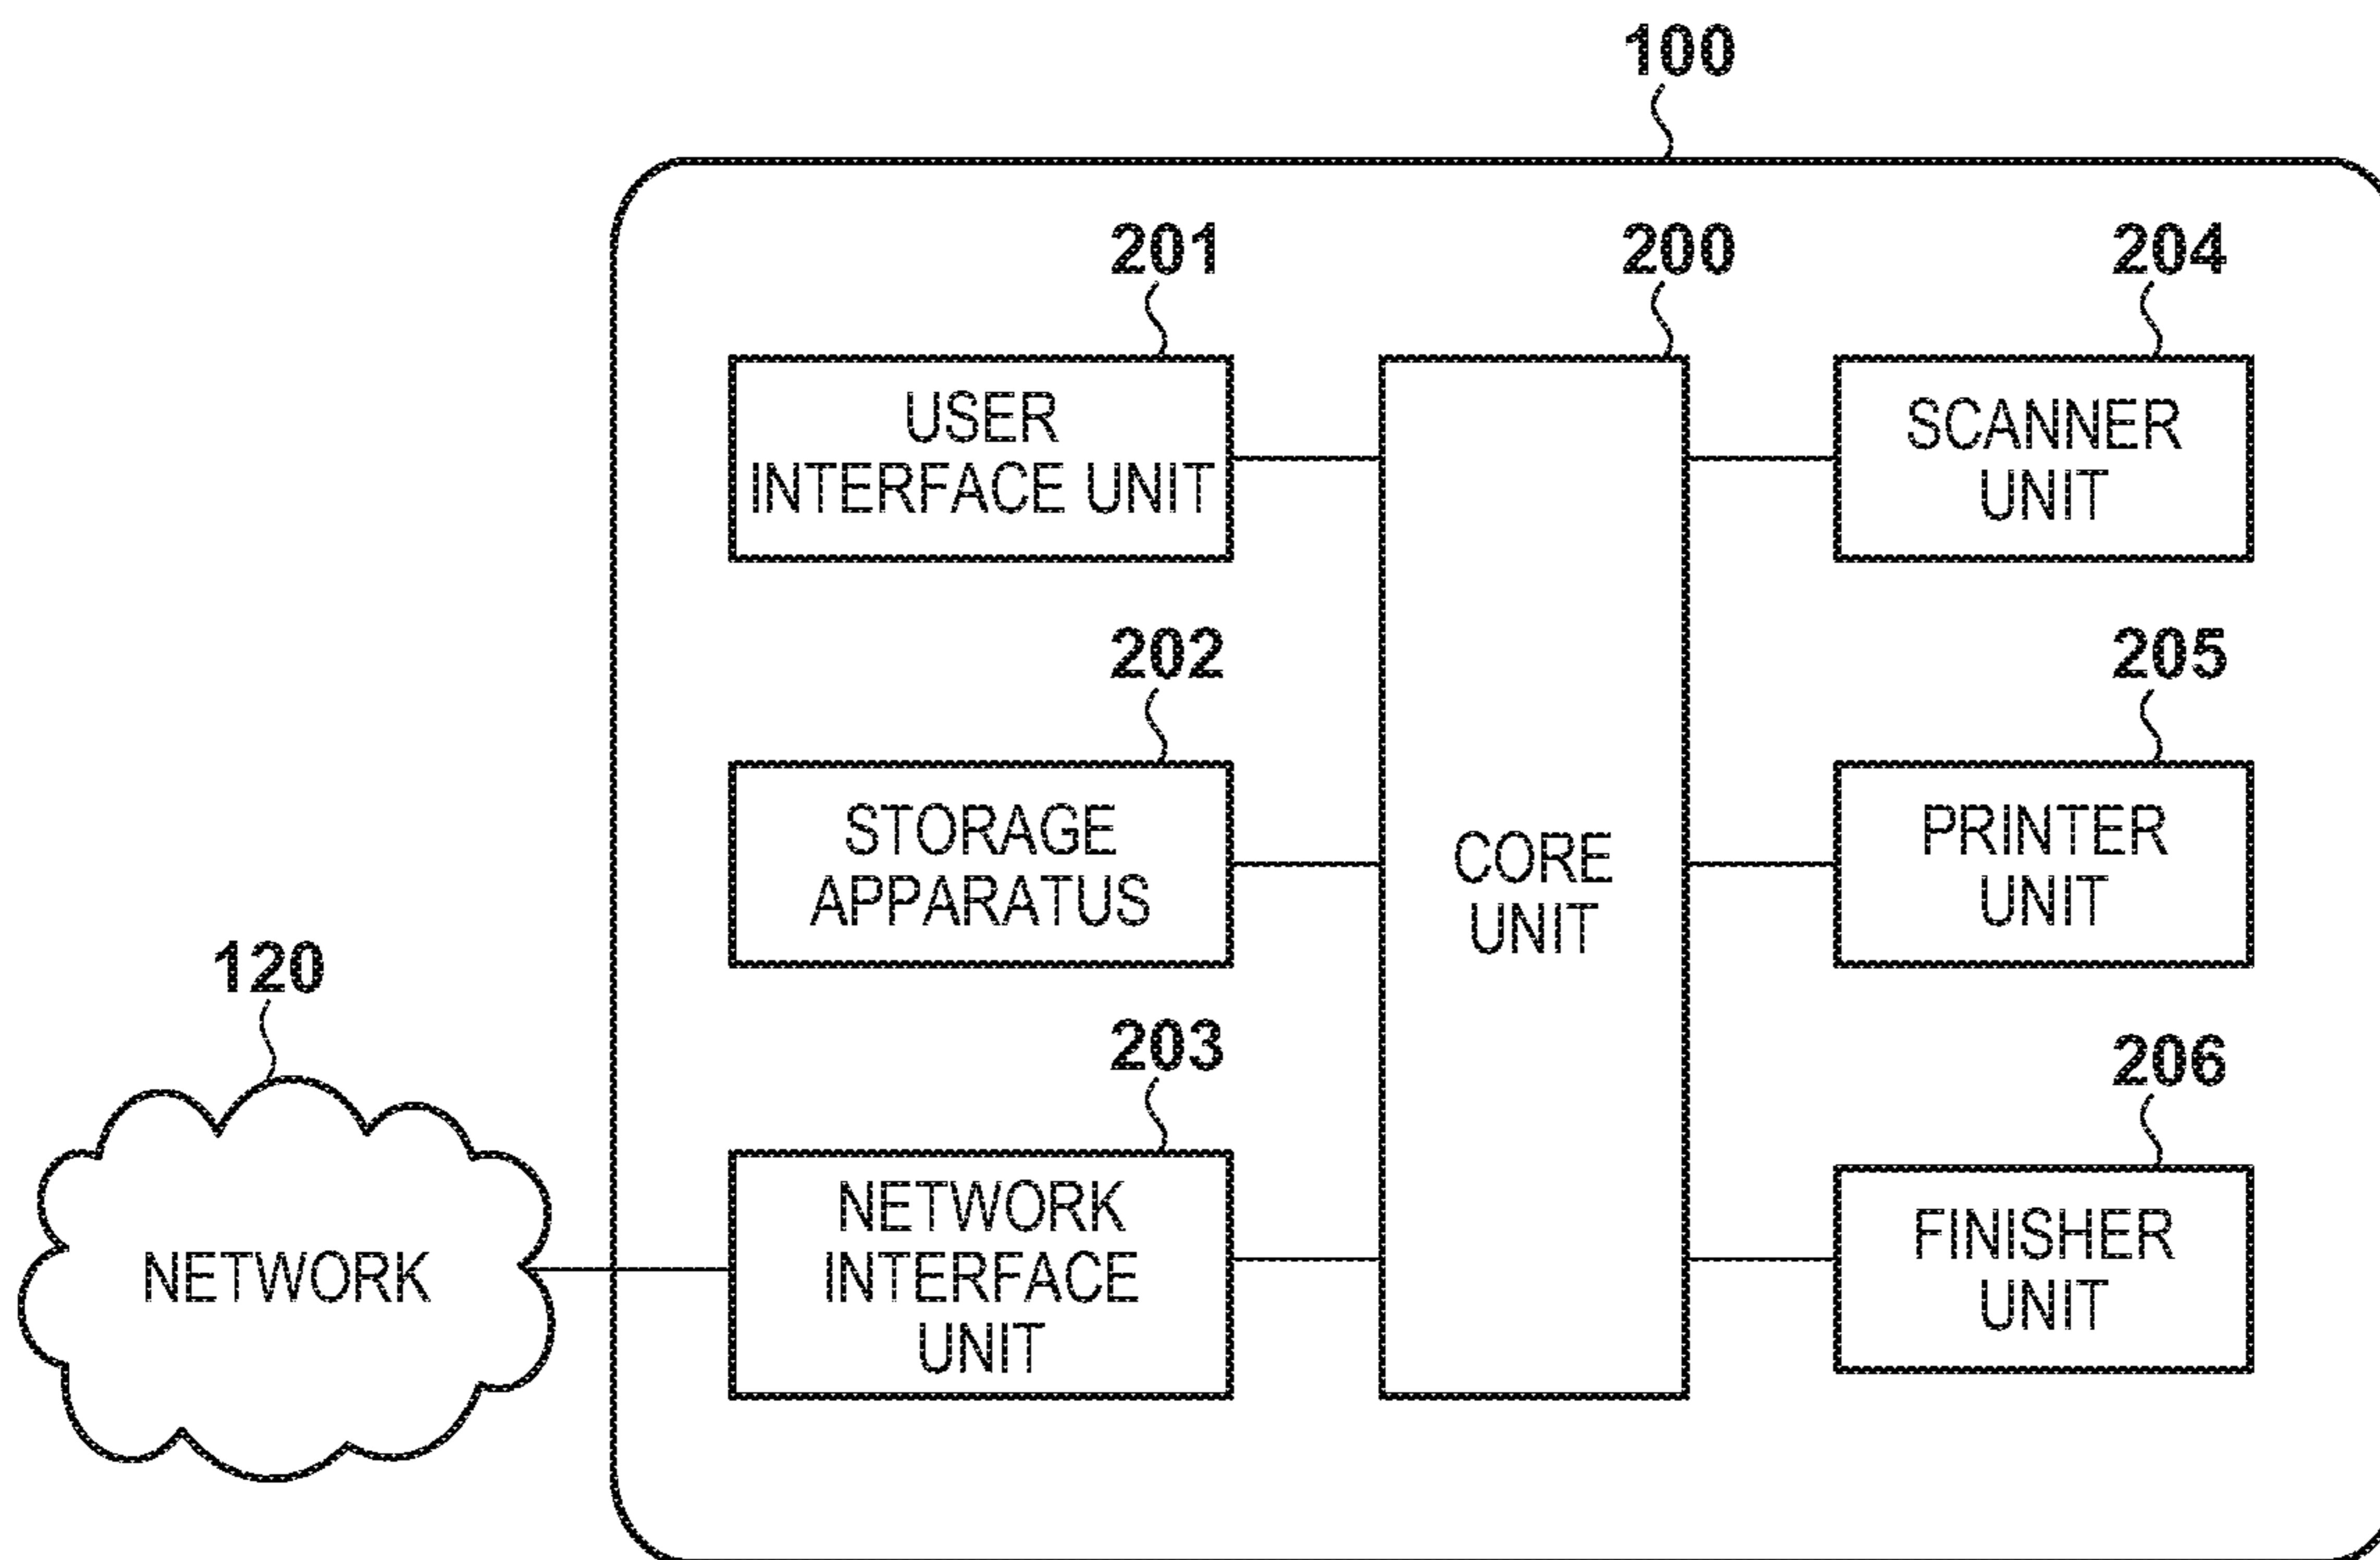 100
201
200
204
USER
INTERFACE UNIT
SCANNER
UNIT
202
205
STORAGE
APPARATUS
CORE
UNIT
PRINTER
UNIT
120
203
206
NETWORK
NETWORK
INTERFACE
UNIT
FINISHER
UNIT